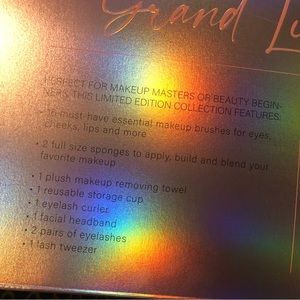 Grand Lu
PERFECT FOR MAKEUP MASTERS OR BEAUTY BEGIN-
NERS THIS LIMITED EDITION COLLECTION FEATURES:
must-have essential makeup brushes for eyes,
cheeks, lips and more
• 2 full size sponges to apply, build and blend your
favorite makeup
• 1 plush makeup removing towel
• 1 reusable storage cup
• 1 eyelash curler
• 1 facial headband
• 2 pairs of eyelashes
• 1 lash tweezer